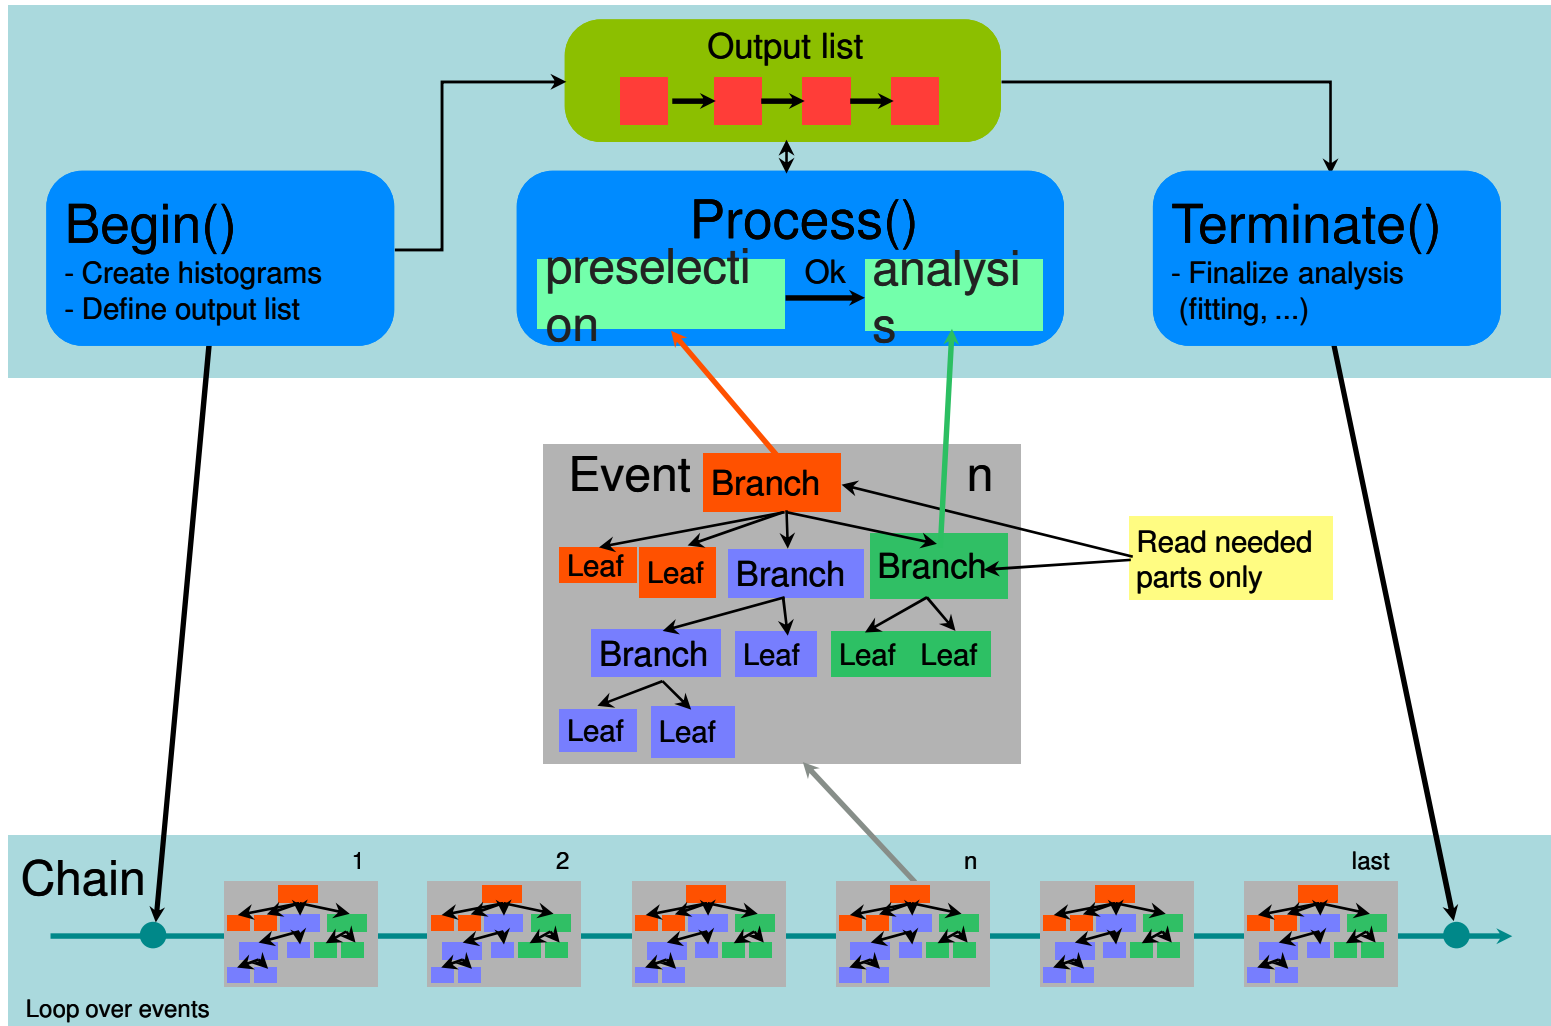 Output list
Begin()
- Create histograms
- Define output list
Process()
preselecti
on
Ok
analysi
s
Terminate()
- Finalize analysis
(fitting, ...)
Event
n
Branch
Leaf
Leaf
Branch
Branch
Read needed
parts only
Branch
Leaf
Leaf
Leaf
Leaf
Leaf
Chain
1
2
n
last
Loop over events